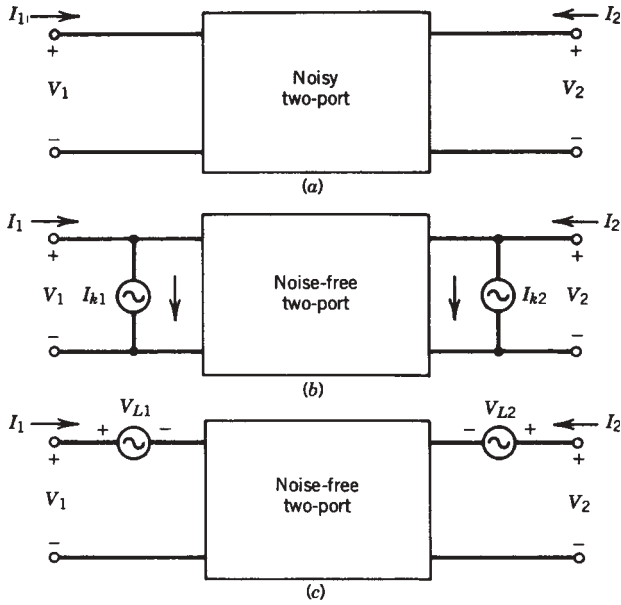 I1 I2
+ +
V1 Noisy V2
two-port
− −
(a)
I1 I2
+ +
V1 Ik1 Noise-free Ik2 V2
two-port
− −
(b)
I1 VL1 VL2 I2
+ − − +
+ +
V1 Noise-free V2
two-port
− −
(c)